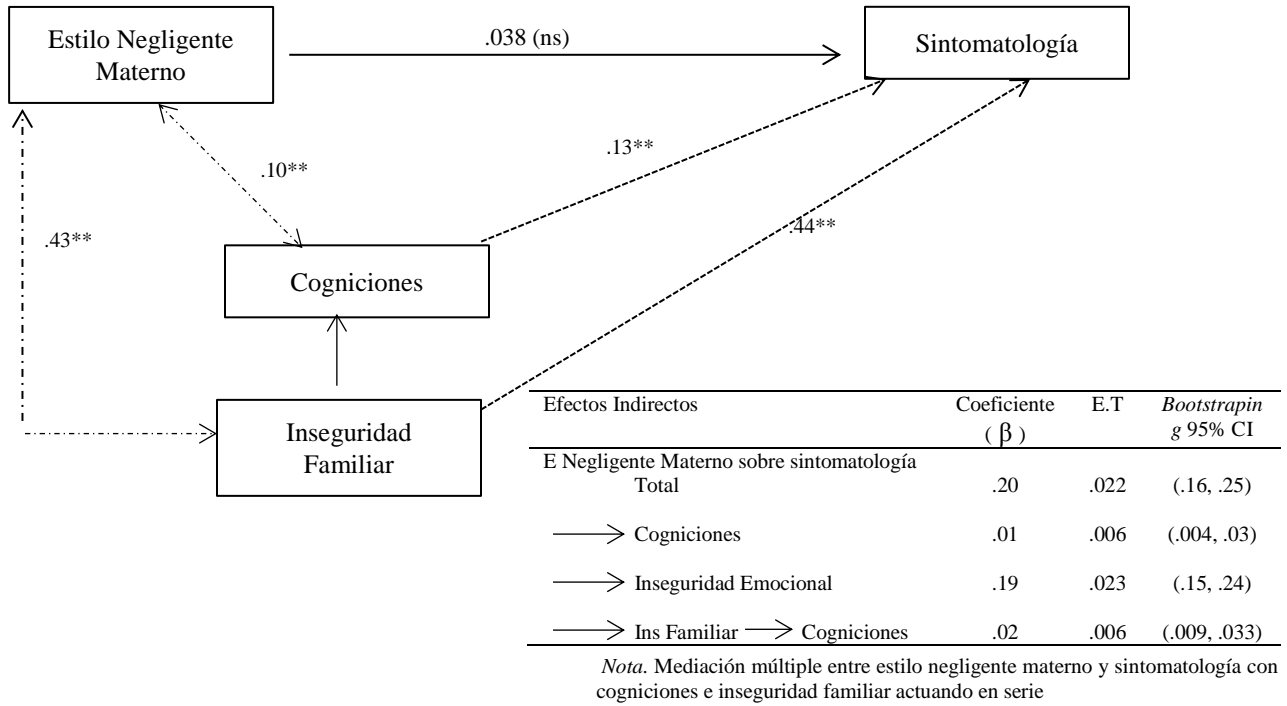 Estilo Negligente
Materno
.038 (ns)
Sintomatología
.10**
.13**
.43**
.44**
Cogniciones
Inseguridad
Familiar
Efectos Indirectos Coeficiente E.T Bootstrapin
( β ) g 95% CI
E Negligente Materno sobre sintomatología
Total .20 .022 (.16, .25)
Cogniciones .01 .006 (.004, .03)
Inseguridad Emocional .19 .023 (.15, .24)
Ins Familiar Cogniciones .02 .006 (.009, .033)
Nota. Mediación múltiple entre estilo negligente materno y sintomatología con
cogniciones e inseguridad familiar actuando en serie